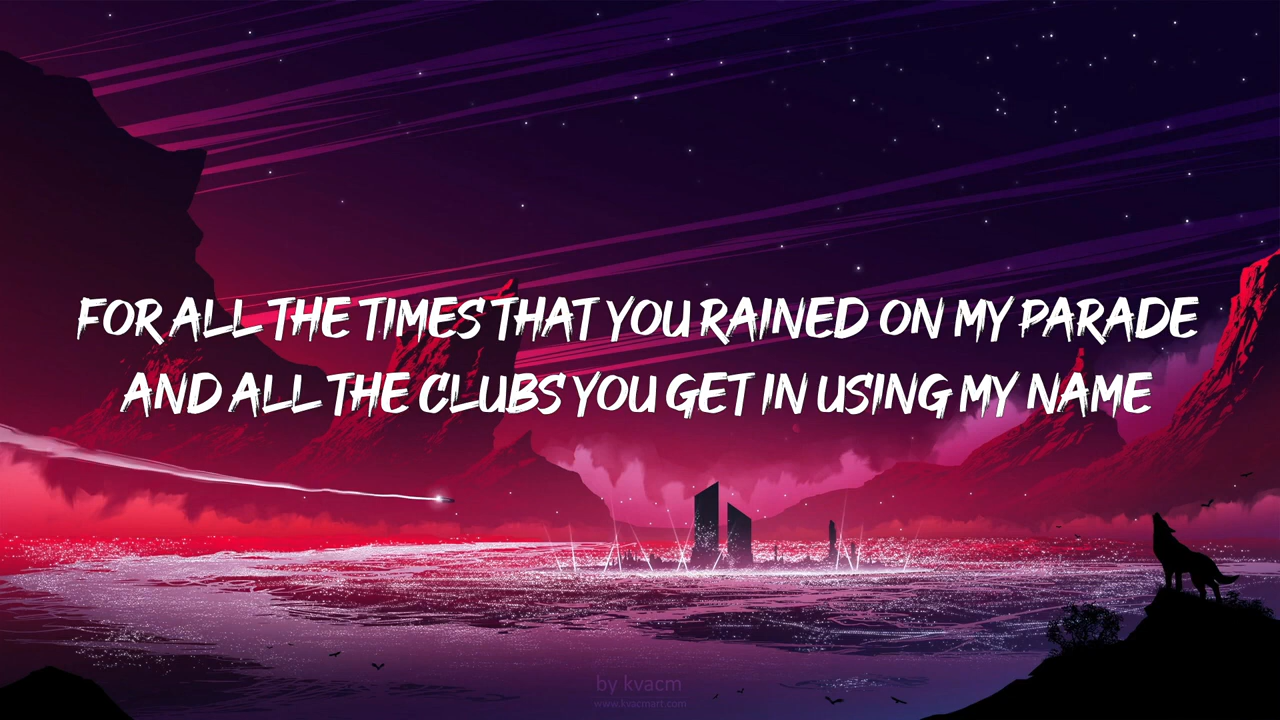 FOR ALL THE TIMES THAT YOU RAINED ON MY PARADE
AND ALL THE CLUBS YOU GET IN USING MY NAME
by kvacm
www.kvacmart.com